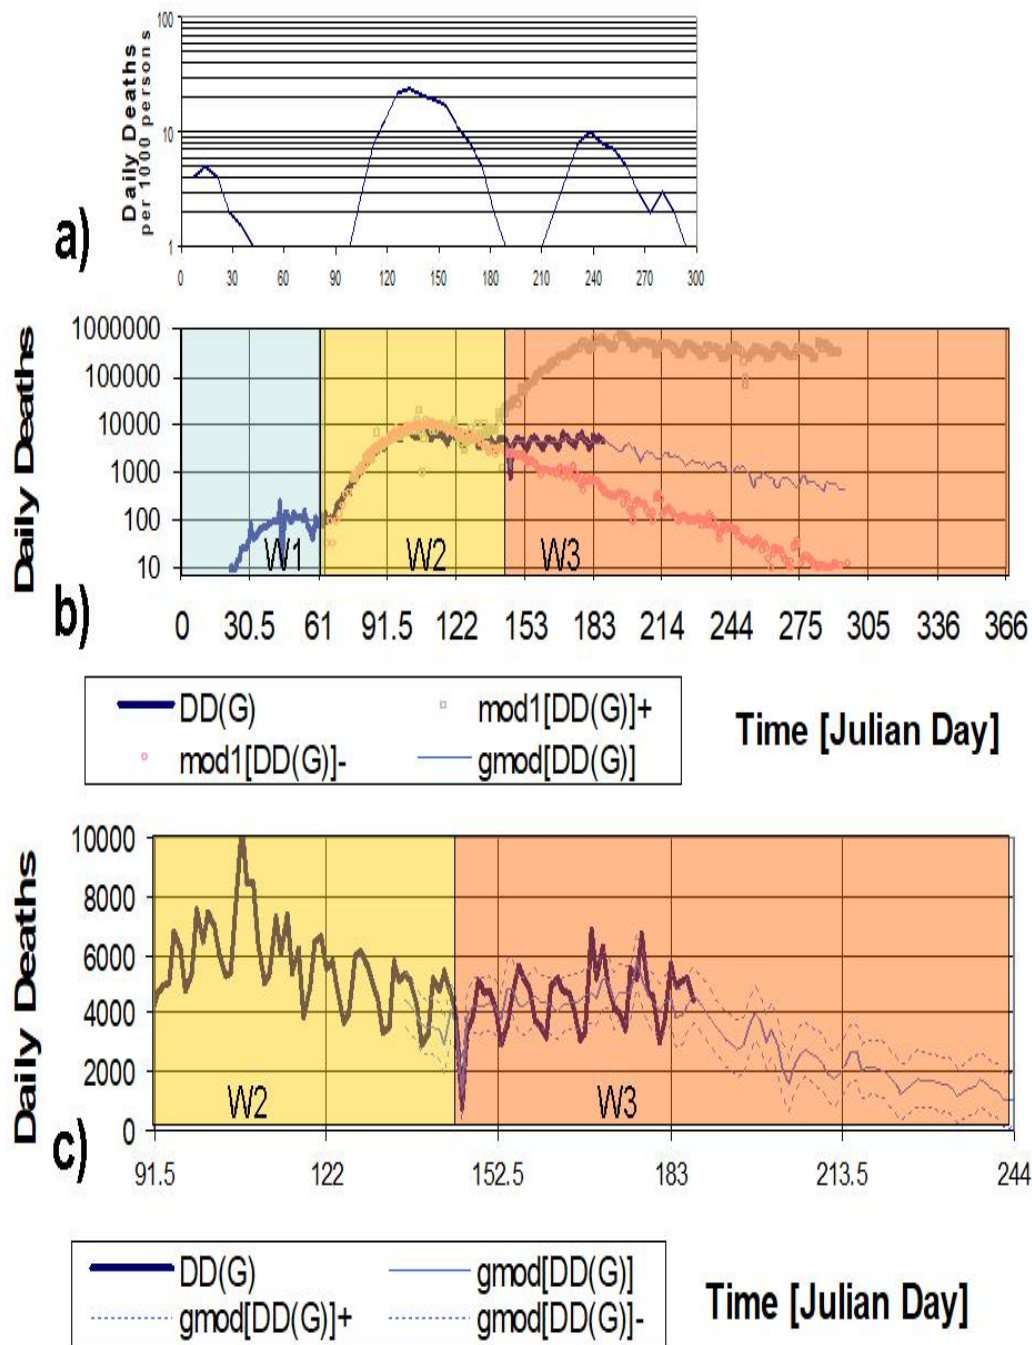 100
10
1
Daily Deaths
per 1000 persons
a)
0 30 60 90 120 150 180 210 240 270 300
1000000
100000
10000
1000
100
10
Daily Deaths
W1 W2 W3
b)
0 30.5 61 91.5 122 153 183 214 244 275 305 336 366
DD(G) mod1[DD(G)]+
mod1[DD(G)]- gmod[DD(G)]
Time [Julian Day]
10000
8000
6000
4000
2000
0
Daily Deaths
W2 W3
c)
91.5 122 152.5 183 213.5 244
DD(G) gmod[DD(G)]
gmod[DD(G)]+ gmod[DD(G)]-
Time [Julian Day]